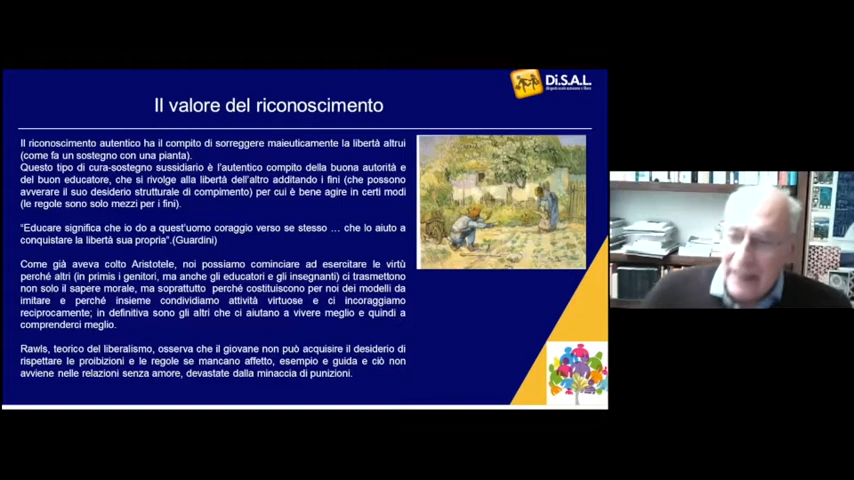 Di.S.A.L.
Il valore del riconoscimento
Il riconoscimento autentico ha il compito di sorreggere maieuticamente la libertà altrui
(come fa un sostegno con una pianta).
Questo tipo di cura-sostegno sussidiario è l'autentico compito della buona autorità e
del buon educatore, che si rivolge alla libertà dell'altro additando i fini (che possono
avverare il suo desiderio strutturale di compimento) per cui è bene agire in certi modi
(le regole sono solo mezzi per i fini).
“Educare significa che io do a quest'uomo coraggio verso se stesso … che lo aiuto a
conquistare la libertà sua propria”.(Guardini)
Come già aveva colto Aristotele, noi possiamo cominciare ad esercitare le virtù
perché altri (in primis i genitori, ma anche gli educatori e gli insegnanti) ci trasmettono
non solo il sapere morale, ma soprattutto perché costituiscono per noi dei modelli da
imitare e perché insieme condividiamo attività virtuose e ci incoraggiamo
reciprocamente; in definitiva sono gli altri che ci aiutano a vivere meglio e quindi a
comprenderci meglio.
Rawls, teorico del liberalismo, osserva che il giovane non può acquisire il desiderio di
rispettare le proibizioni e le regole se mancano affetto, esempio e guida e ciò non
avviene nelle relazioni senza amore, devastate dalla minaccia di punizioni.